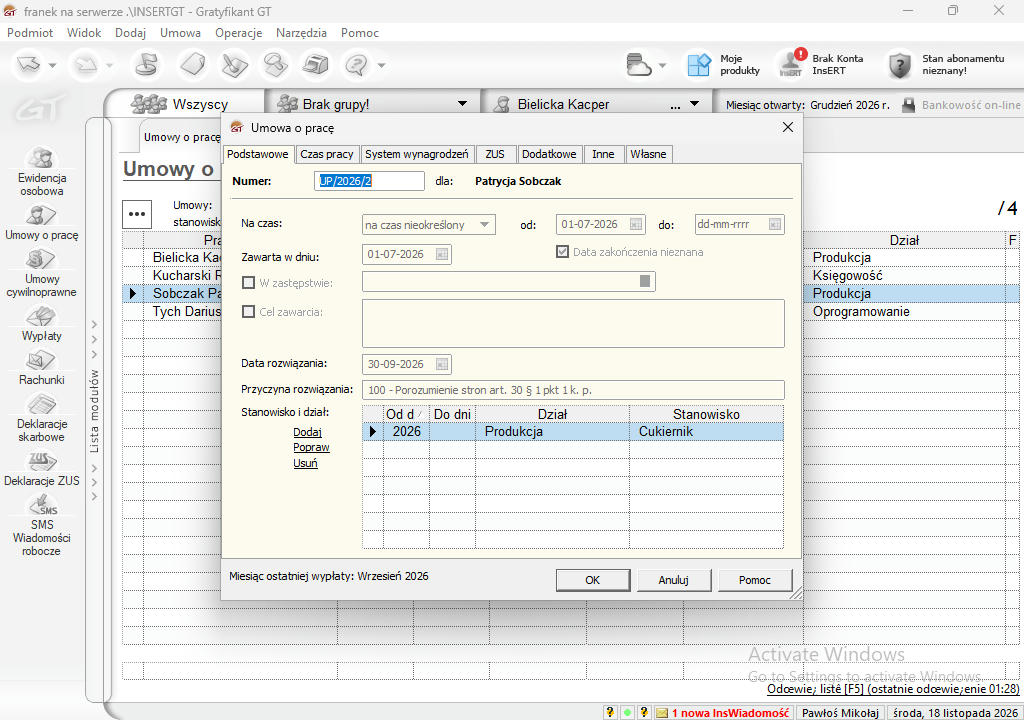 franek na serwerze .\INSERTGT - Gratyfikant GT
Podmiot Widok Dodaj Umowa Operacje Narzędzia Pomoc
Moje produkty
Brak Konta InsERT
Stan abonamentu nieznany!
Wszyscy
Brak grupy!
Bielicka Kacper ...
Miesiąc otwarty: Grudzień 2026 r.
Bankowość on-line
GT
Ewidencja osobowa
Umowy o pracę
Umowy cywilnoprawne
Wypłaty
Rachunki
Deklaracje skarbowe
Deklaracje ZUS
SMS Wiadomości robocze
Lista modułów
Umowy o pracę
Umowy o
Umowy:
stanowisk
/4
Dział F
Bielicka Ka Produkcja
Kucharski R Księgowość
Sobczak Pa Produkcja
Tych Darius Oprogramowanie
Umowa o pracę
Podstawowe Czas pracy System wynagrodzeń ZUS Dodatkowe Inne Własne
Numer: UP/2026/2 dla: Patrycja Sobczak
Na czas: na czas nieokreślony od: 01-07-2026 do: dd-mm-rrrr
Zawarta w dniu: 01-07-2026 Data zakończenia nieznana
W zastępstwie:
Cel zawarcia:
Data rozwiązania: 30-09-2026
Przyczyna rozwiązania: 100 - Porozumienie stron art. 30 § 1 pkt 1 k. p.
Stanowisko i dział:
Dodaj
Popraw
Usuń
Od d Do dni Dział Stanowisko
2026 Produkcja Cukiernik
Miesiąc ostatniej wypłaty: Wrzesień 2026
OK Anuluj Pomoc
Activate Windows
Go to Settings to activate Windows.
[F5] (ostatnie 01:28)
1 nowa InsWiadomość
Pawłoś Mikołaj
środa, 18 listopada 2026